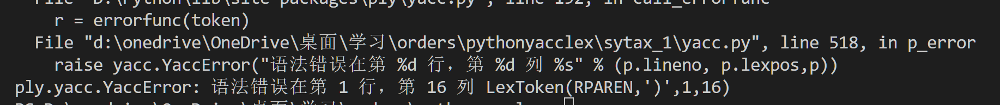 File "D:\Python\lib\site-packages\ply\yacc.py", line 192, in call_errorfunc
r = errorfunc(token)
File "d:\onedrive\OneDrive\桌面\学习\orders\pythonyacclex\sytax_1\yacc.py", line 518, in p_error
raise yacc.YaccError("语法错误在第 %d 行，第 %d 列 %s" % (p.lineno, p.lexpos,p))
ply.yacc.YaccError: 语法错误在第 1 行，第 16 列 LexToken(RPAREN,')',1,16)